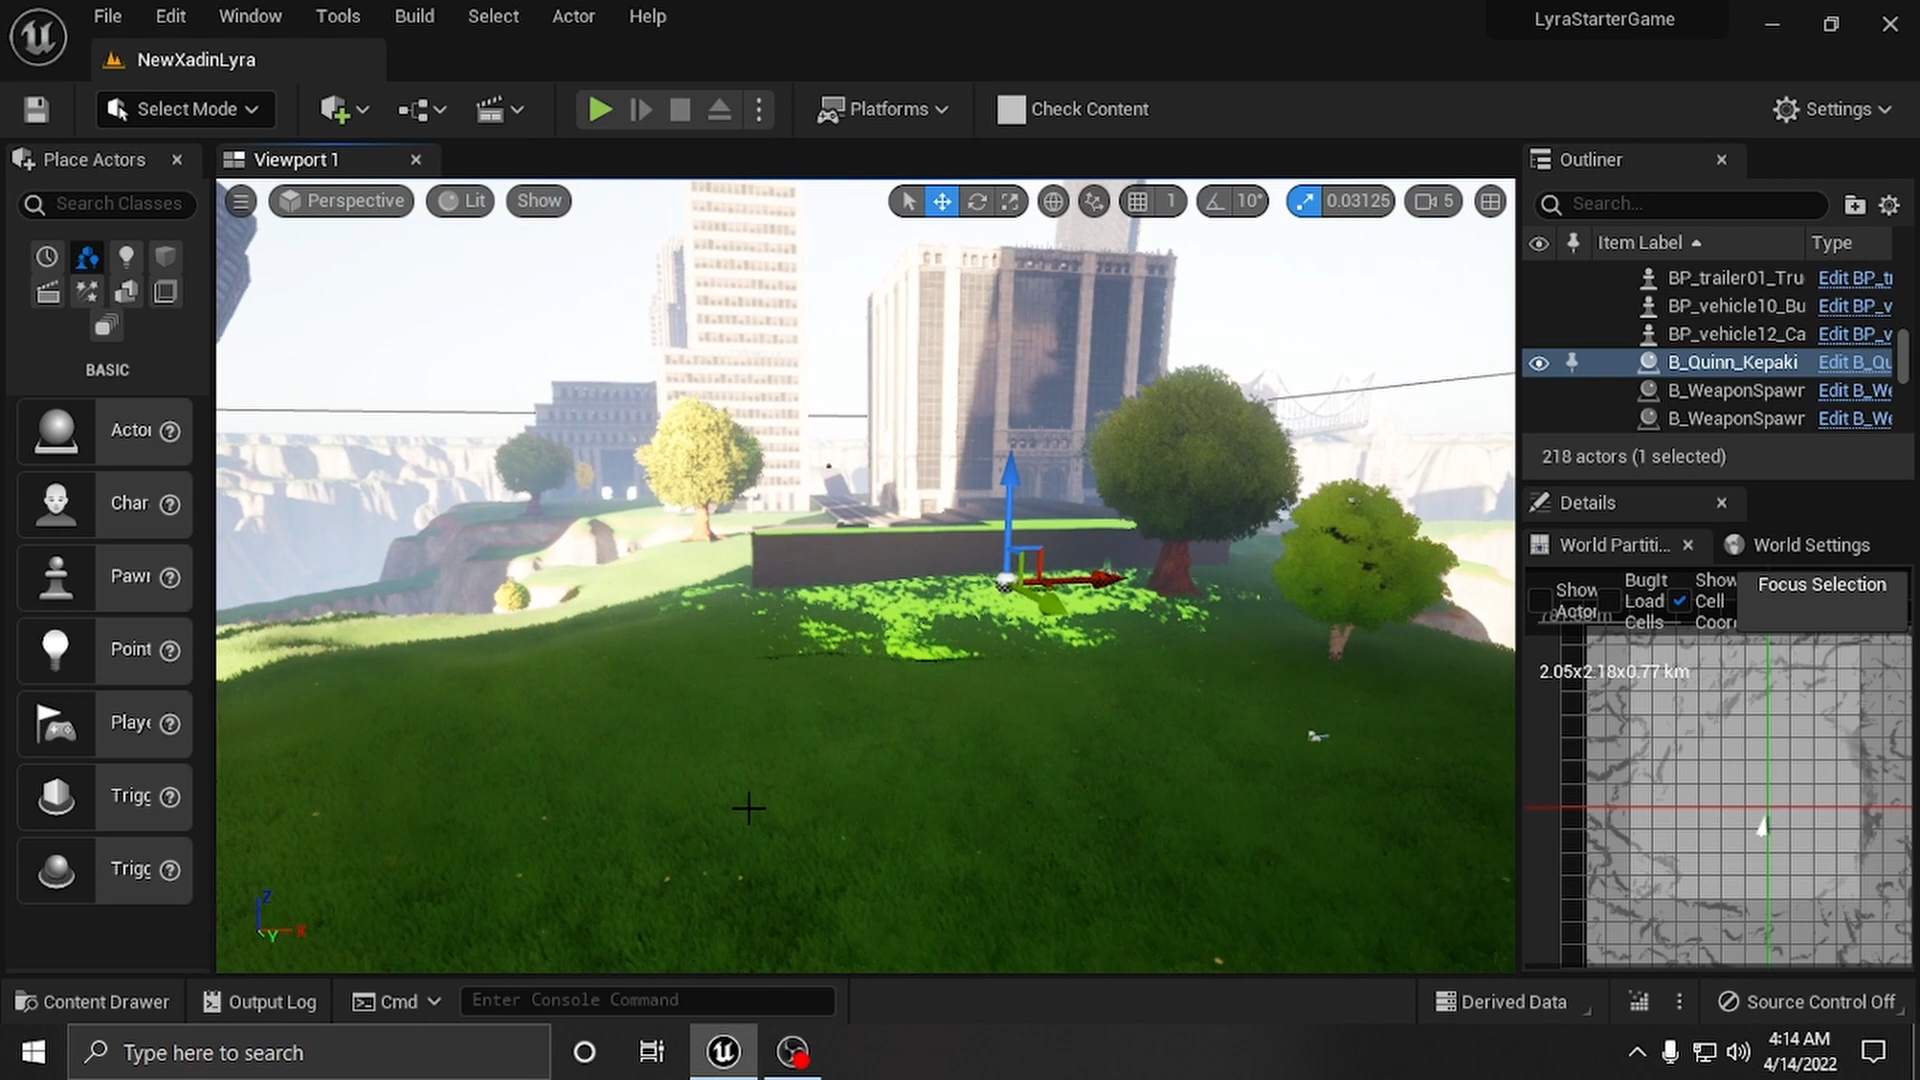 File Edit Window Tools Build Select Actor Help
LyraStarterGame
NewXadinLyra
Select Mode
Platforms
Check Content
Settings
Place Actors
Viewport 1
Outliner
Search Classes
Perspective
Lit
Show
1
10°
0.03125
5
Search...
Item Label
Type
BP_trailer01_Tru Edit BP_t
BP_vehicle10_Bu Edit BP_v
BP_vehicle12_Ca Edit BP_v
B_Quinn_Kepaki Edit B_Qu
B_WeaponSpawr Edit B_We
B_WeaponSpawr Edit B_We
218 actors (1 selected)
Details
World Partiti...
World Settings
Show Actor
BugIt Load Cells
Show Cell Coor
Focus Selection
2.05x2.18x0.77 km
BASIC
Actor
Char
Pawn
Point
Playe
Trigg
Trigg
Z
X
Y
Content Drawer
Output Log
Cmd
Enter Console Command
Derived Data
Source Control Off
Type here to search
4:14 AM
4/14/2022